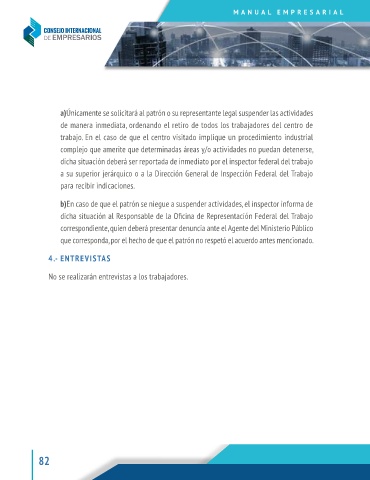 MANUAL EMPRESARIAL
CONSEJO INTERNACIONAL
DE EMPRESARIOS
a)Únicamente se solicitará al patrón o su representante legal suspender las actividades
de manera inmediata, ordenando el retiro de todos los trabajadores del centro de
trabajo. En el caso de que el centro visitado implique un procedimiento industrial
complejo que amerite que determinadas áreas y/o actividades no puedan detenerse,
dicha situación deberá ser reportada de inmediato por el inspector federal del trabajo
a su superior jerárquico o a la Dirección General de Inspección Federal del Trabajo
para recibir indicaciones.
b)En caso de que el patrón se niegue a suspender actividades, el inspector informa de
dicha situación al Responsable de la Oficina de Representación Federal del Trabajo
correspondiente, quien deberá presentar denuncia ante el Agente del Ministerio Público
que corresponda, por el hecho de que el patrón no respetó el acuerdo antes mencionado.
4.- ENTREVISTAS
No se realizarán entrevistas a los trabajadores.
82